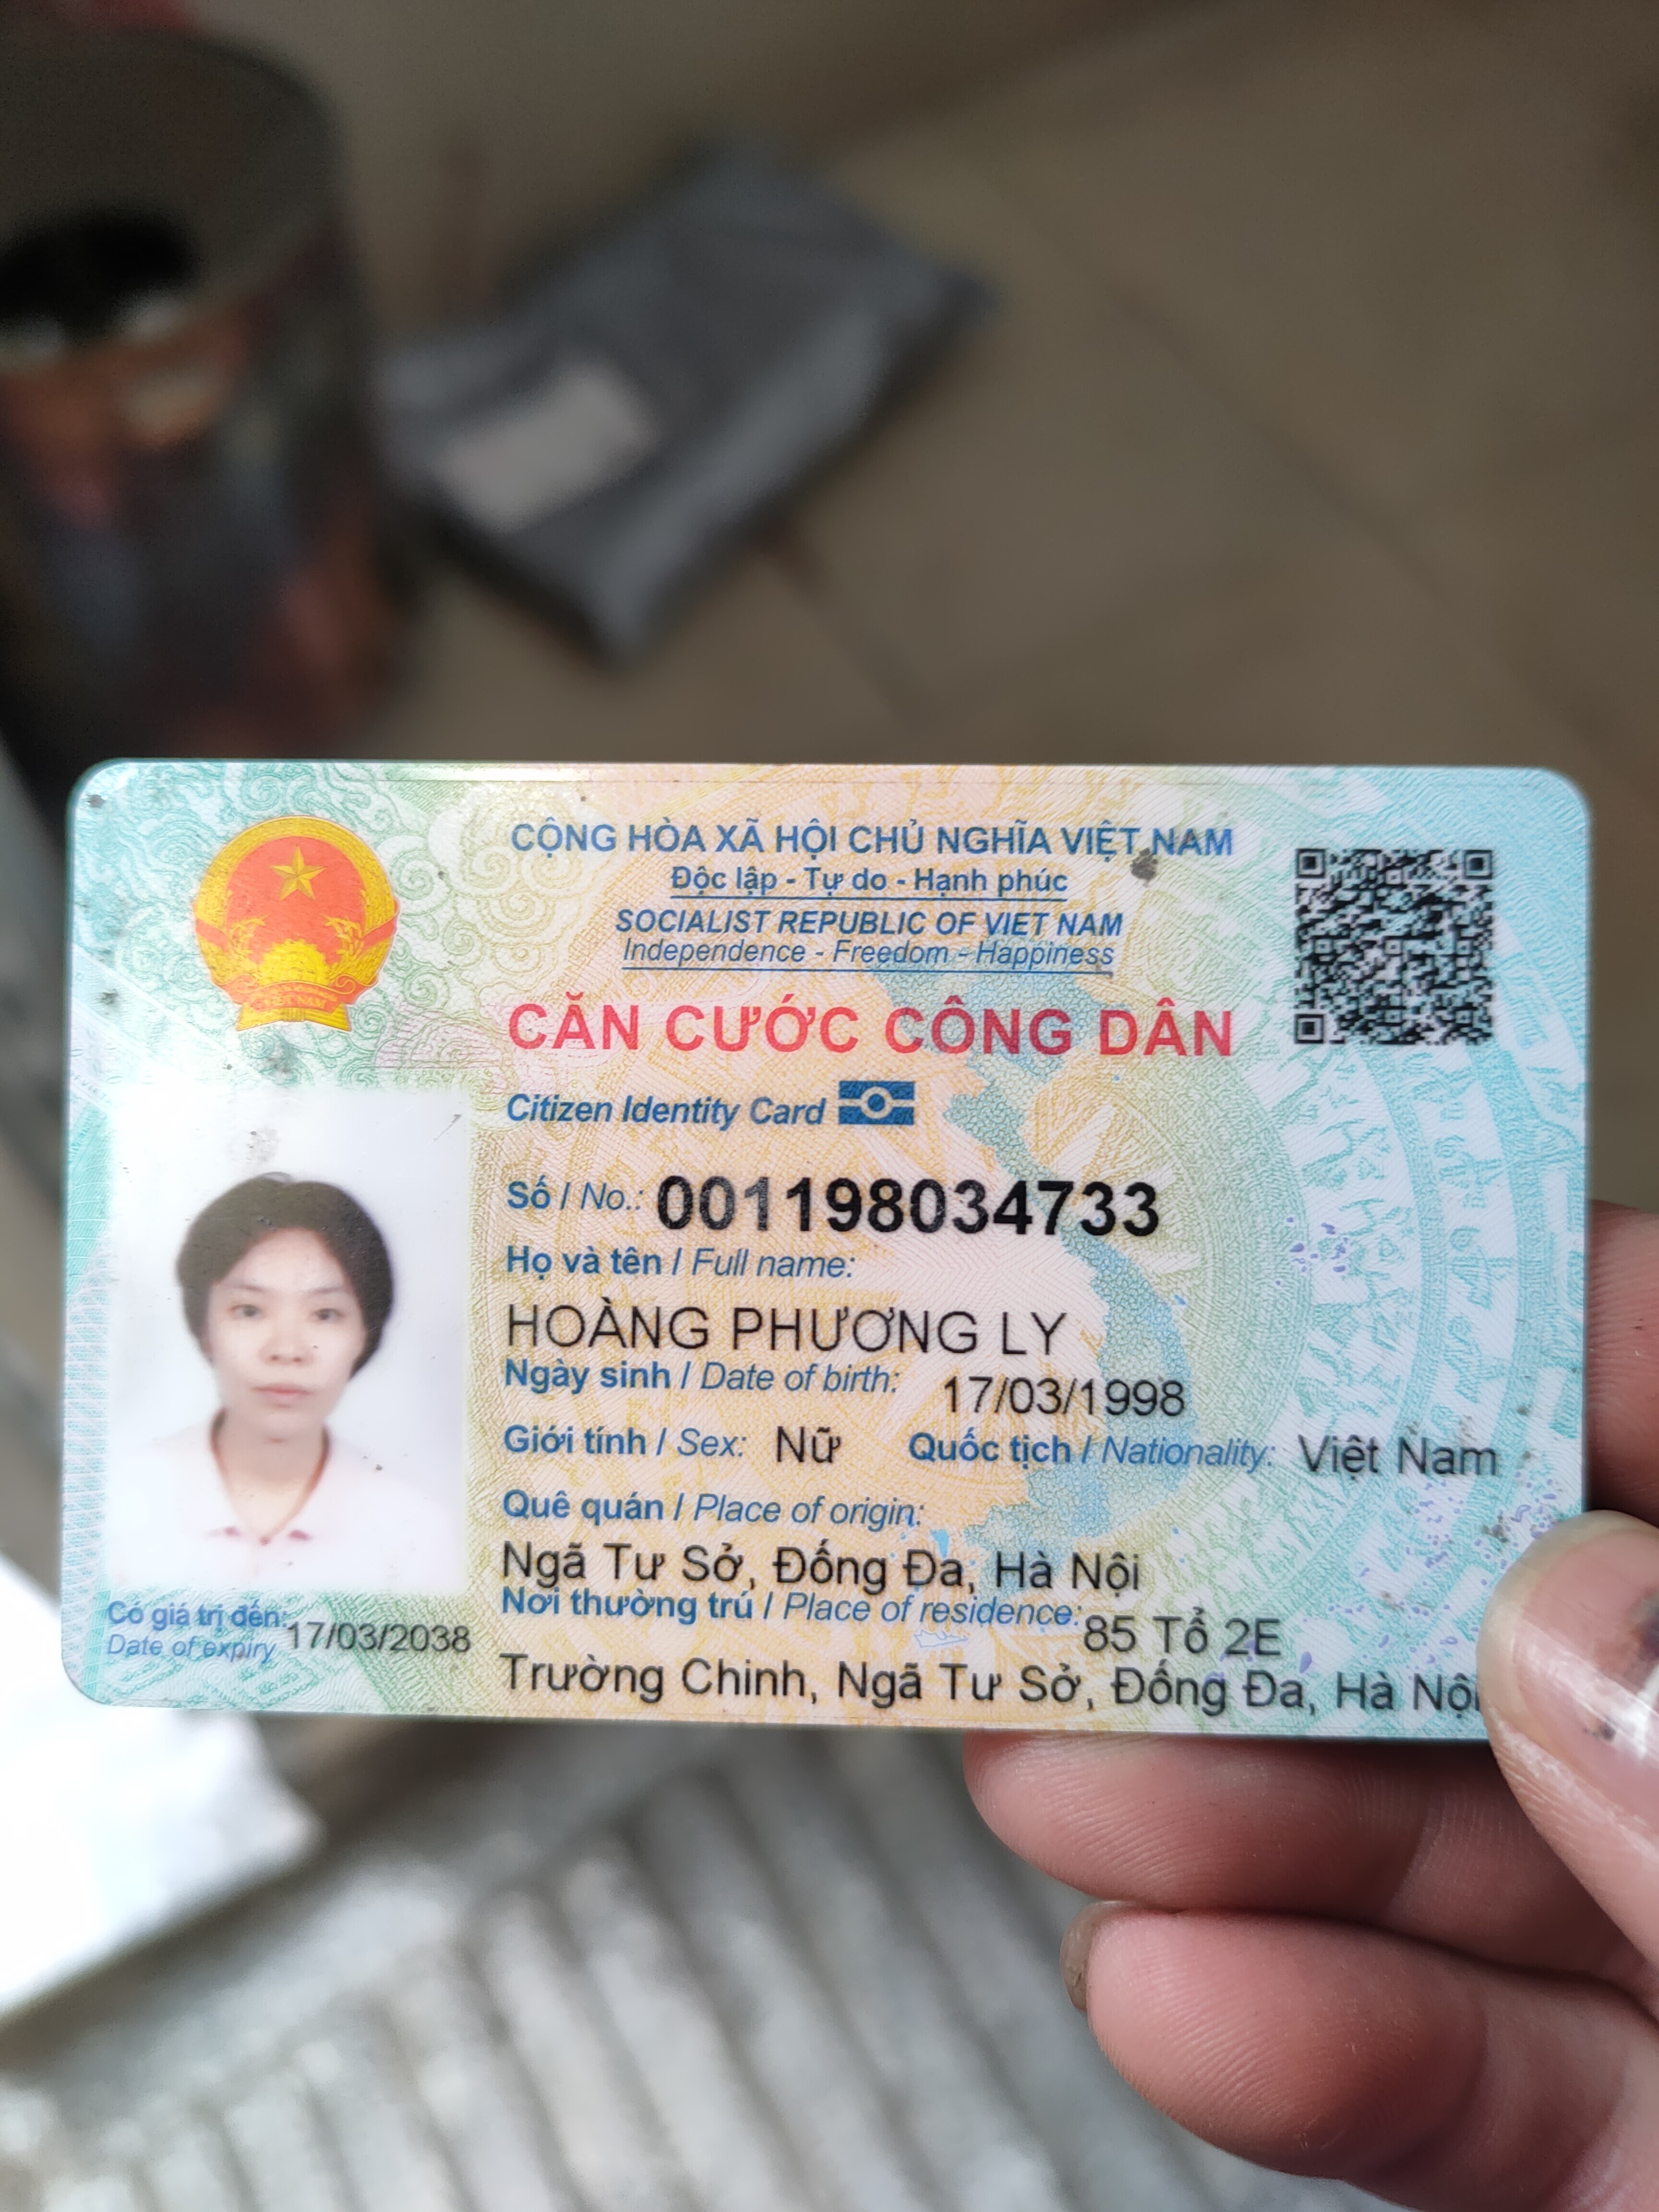 CỘNG HÒA XÃ HỘI CHỦ NGHĨA VIỆT NAM
Độc lập - Tự do - Hạnh phúc
SOCIALIST REPUBLIC OF VIET NAM
Independence - Freedom - Happiness
CĂN CƯỚC CÔNG DÂN
Citizen Identity Card
Số / No.: 001198034733
Họ và tên / Full name:
HOÀNG PHƯƠNG LY
Ngày sinh / Date of birth: 17/03/1998
Giới tính / Sex: Nữ Quốc tịch / Nationality: Việt Nam
Quê quán / Place of origin:
Ngã Tư Sở, Đống Đa, Hà Nội
Nơi thường trú / Place of residence: 85 Tổ 2E
Trường Chinh, Ngã Tư Sở, Đống Đa, Hà Nội
Có giá trị đến: 17/03/2038
Date of expiry
VIỆT NAM